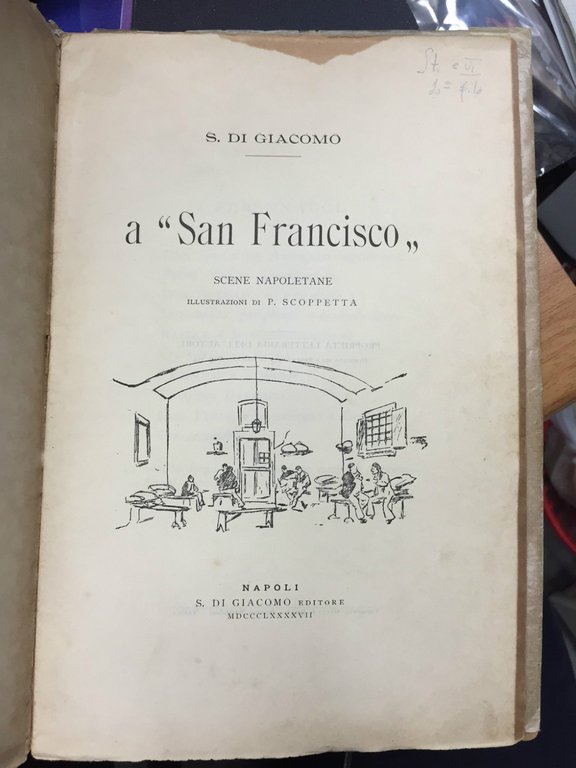 S. DI GIACOMO
a “San Francisco„
SCENE NAPOLETANE
ILLUSTRAZIONI DI P. SCOPPETTA
NAPOLI
S. DI GIACOMO EDITORE
MDCCCLXXXXVII